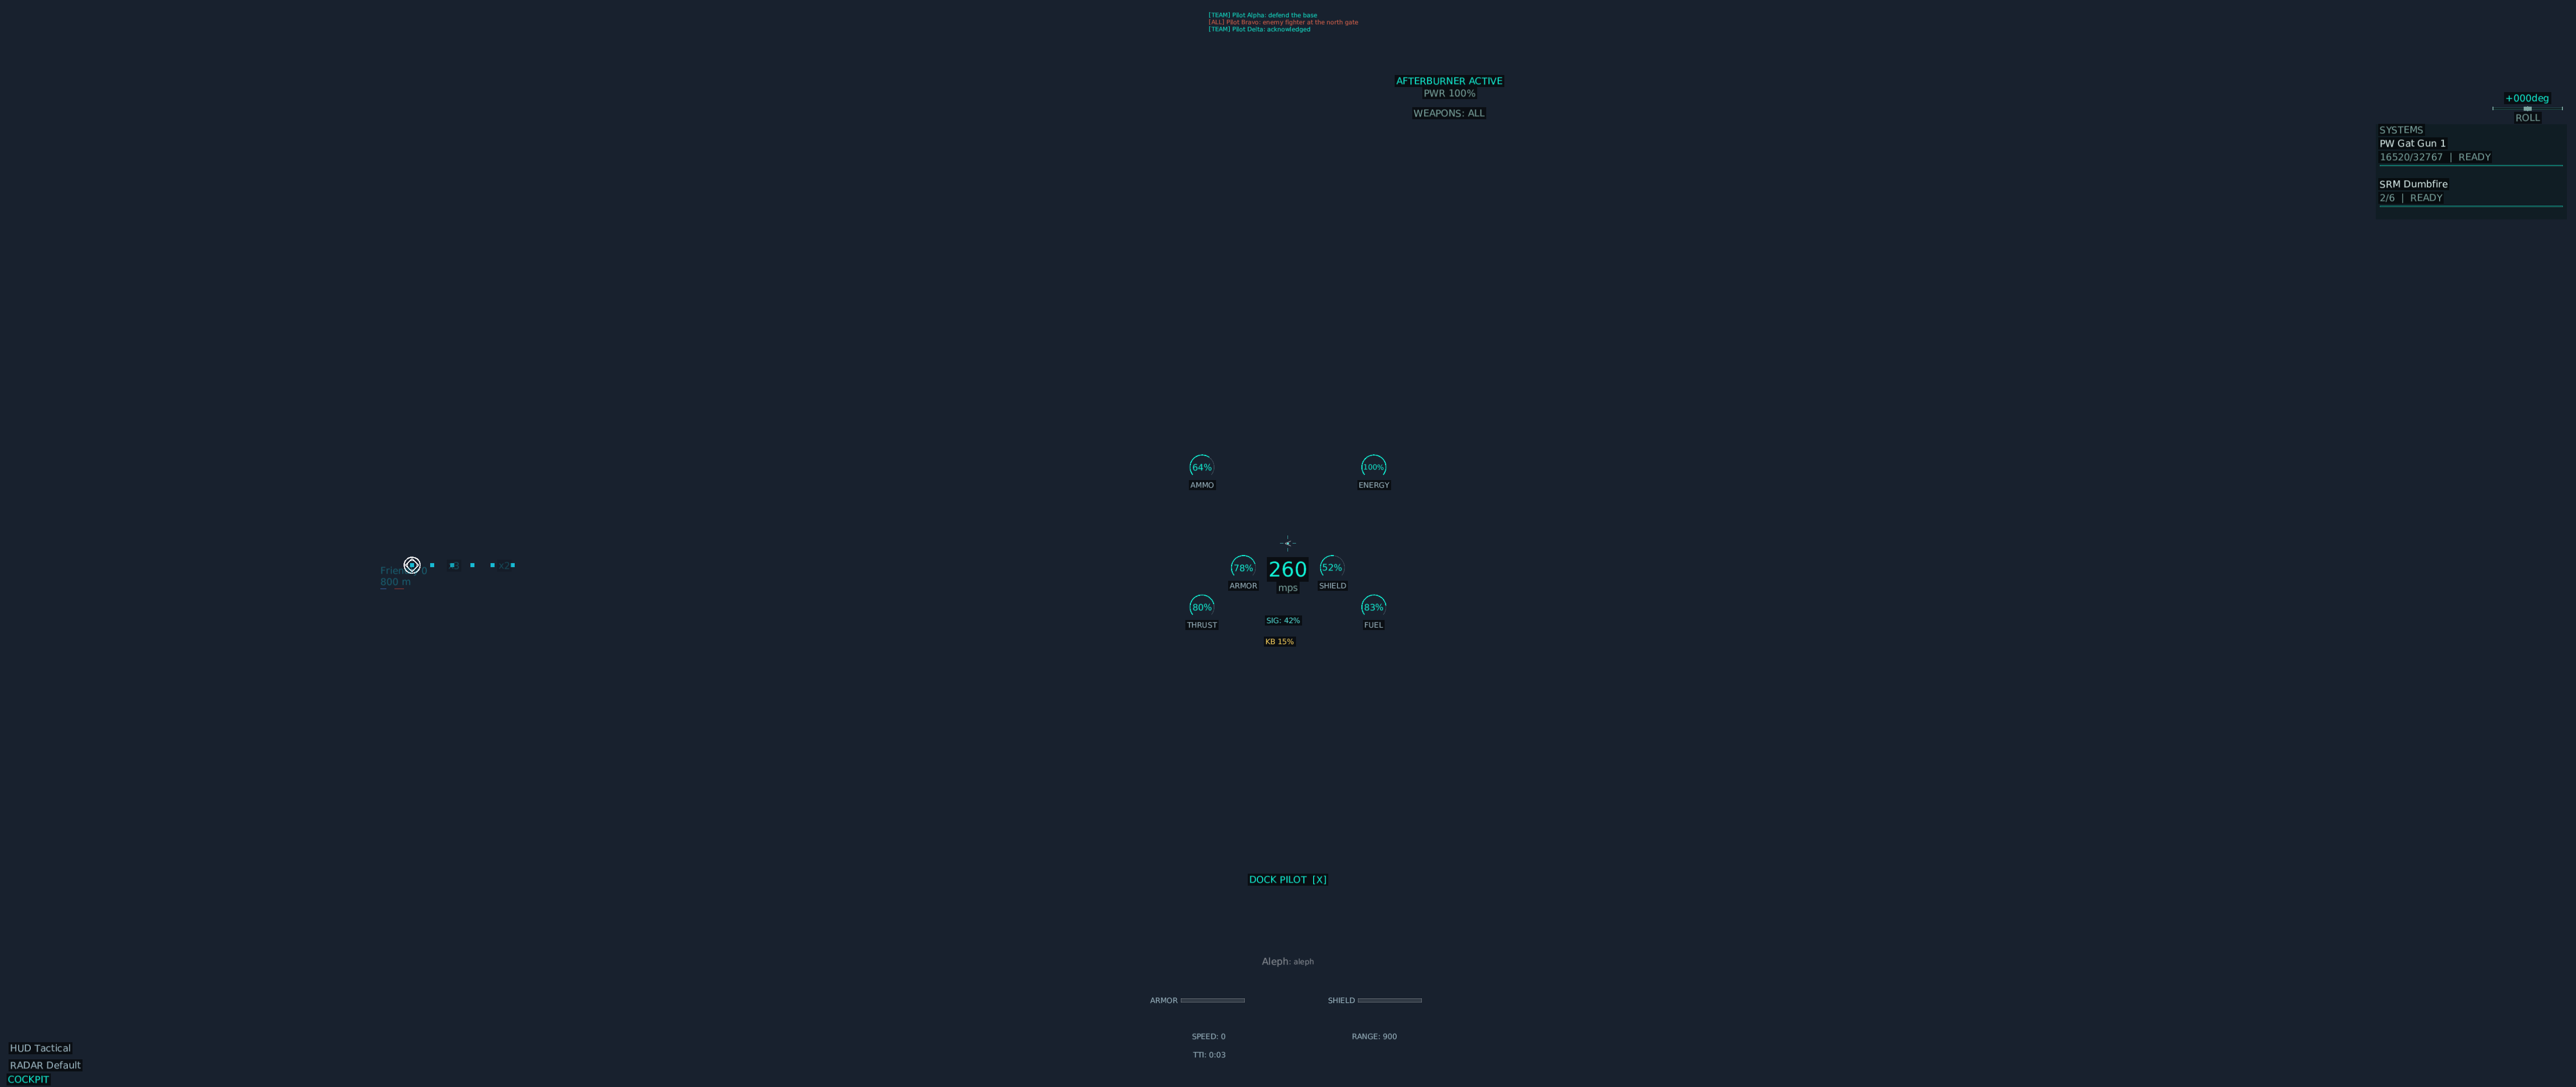 [TEAM] Pilot Alpha: defend the base
[ALL] Pilot Bravo: enemy fighter at the north gate
[TEAM] Pilot Delta: acknowledged
AFTERBURNER ACTIVE
PWR 100%
WEAPONS: ALL
+000deg
ROLL
SYSTEMS
PW Gat Gun 1
16520/32767 | READY
SRM Dumbfire
2/6 | READY
64%
AMMO
100%
ENERGY
800 m
78%
ARMOR
260
mps
52%
SHIELD
80%
THRUST
SIG: 42%
83%
FUEL
KB 15%
DOCK PILOT [X]
Aleph: aleph
ARMOR
SHIELD
SPEED: 0
RANGE: 900
TTI: 0:03
HUD Tactical
RADAR Default
COCKPIT